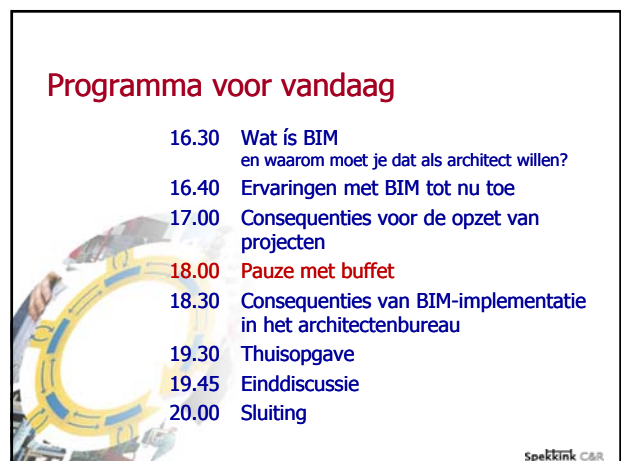 Programma voor vandaag
16.30 Wat ís BIM
en waarom moet je dat als architect willen?
16.40 Ervaringen met BIM tot nu toe
17.00 Consequenties voor de opzet van
projecten
18.00 Pauze met buffet
18.30 Consequenties van BIM-implementatie
in het architectenbureau
19.30 Thuisopgave
19.45 Einddiscussie
20.00 Sluiting
Spekkink C&R